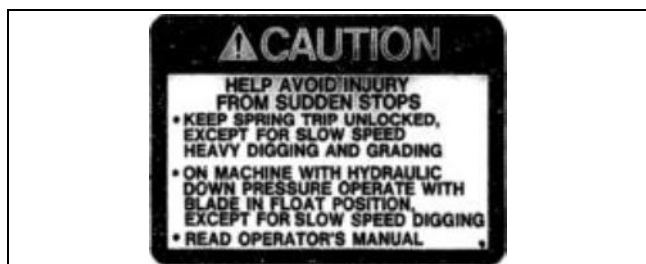 CAUTION
HELP AVOID INJURY
FROM SUDDEN STOPS
• KEEP SPRING TRIP UNLOCKED,
EXCEPT FOR SLOW SPEED
HEAVY DIGGING AND GRADING
• ON MACHINE WITH HYDRAULIC
DOWN PRESSURE OPERATE WITH
BLADE IN FLOAT POSITION,
EXCEPT FOR SLOW SPEED DIGGING
• READ OPERATOR'S MANUAL